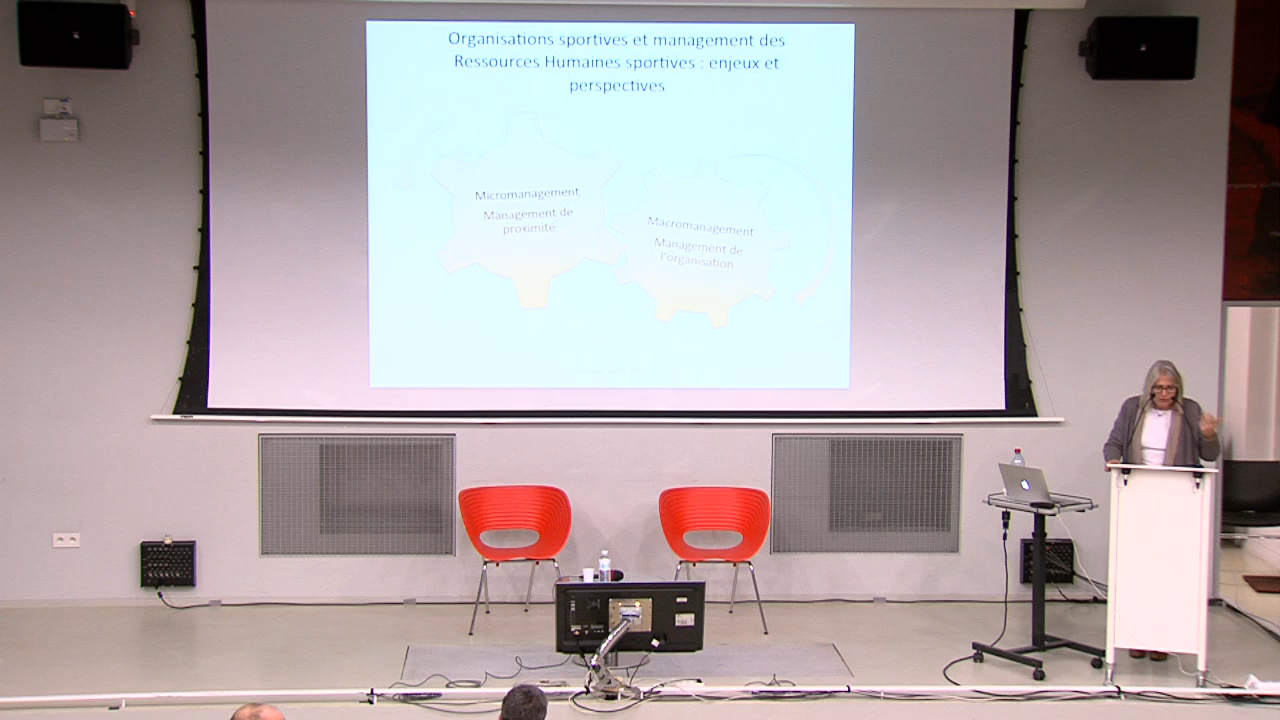 Organisations sportives et management des
Ressources Humaines sportives : enjeux et
perspectives
Micromanagement
Management de
proximité
Macromanagement
Management de
l'organisation